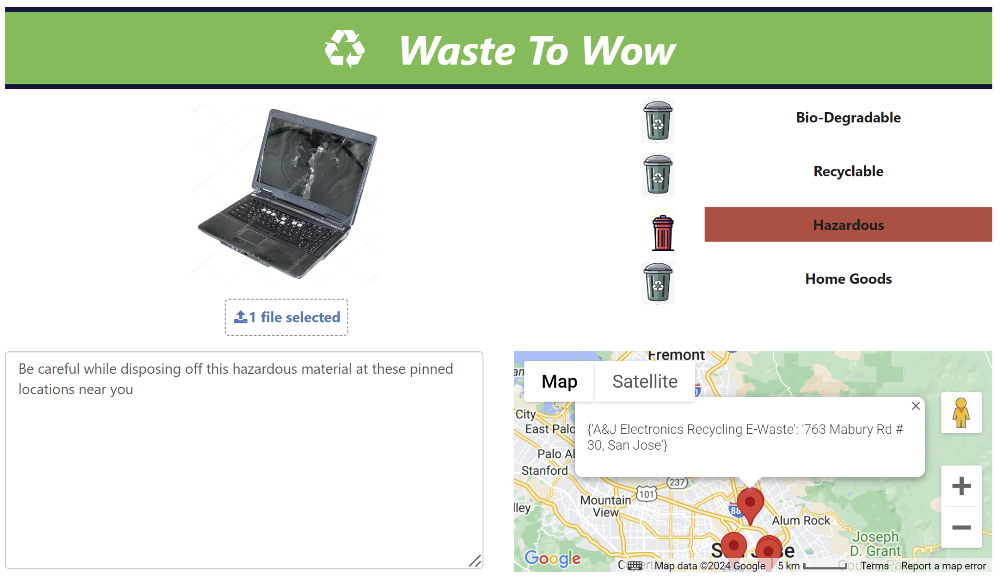 Waste To Wow
Bio-Degradable
Recyclable
Hazardous
Home Goods
1 file selected
Be careful while disposing off this hazardous material at these pinned
locations near you
Fremont
Map
Satellite
City
East Palo
{'A&J Electronics Recycling E-Waste': '763 Mabury Rd #
30, San Jose'}
Palo Al
Stanford
237
101
Mountain
View
lley
88
Alum Rock
Joseph
D. Grant
Google
Map data ©2024 Google
5 km
Terms
Report a map error